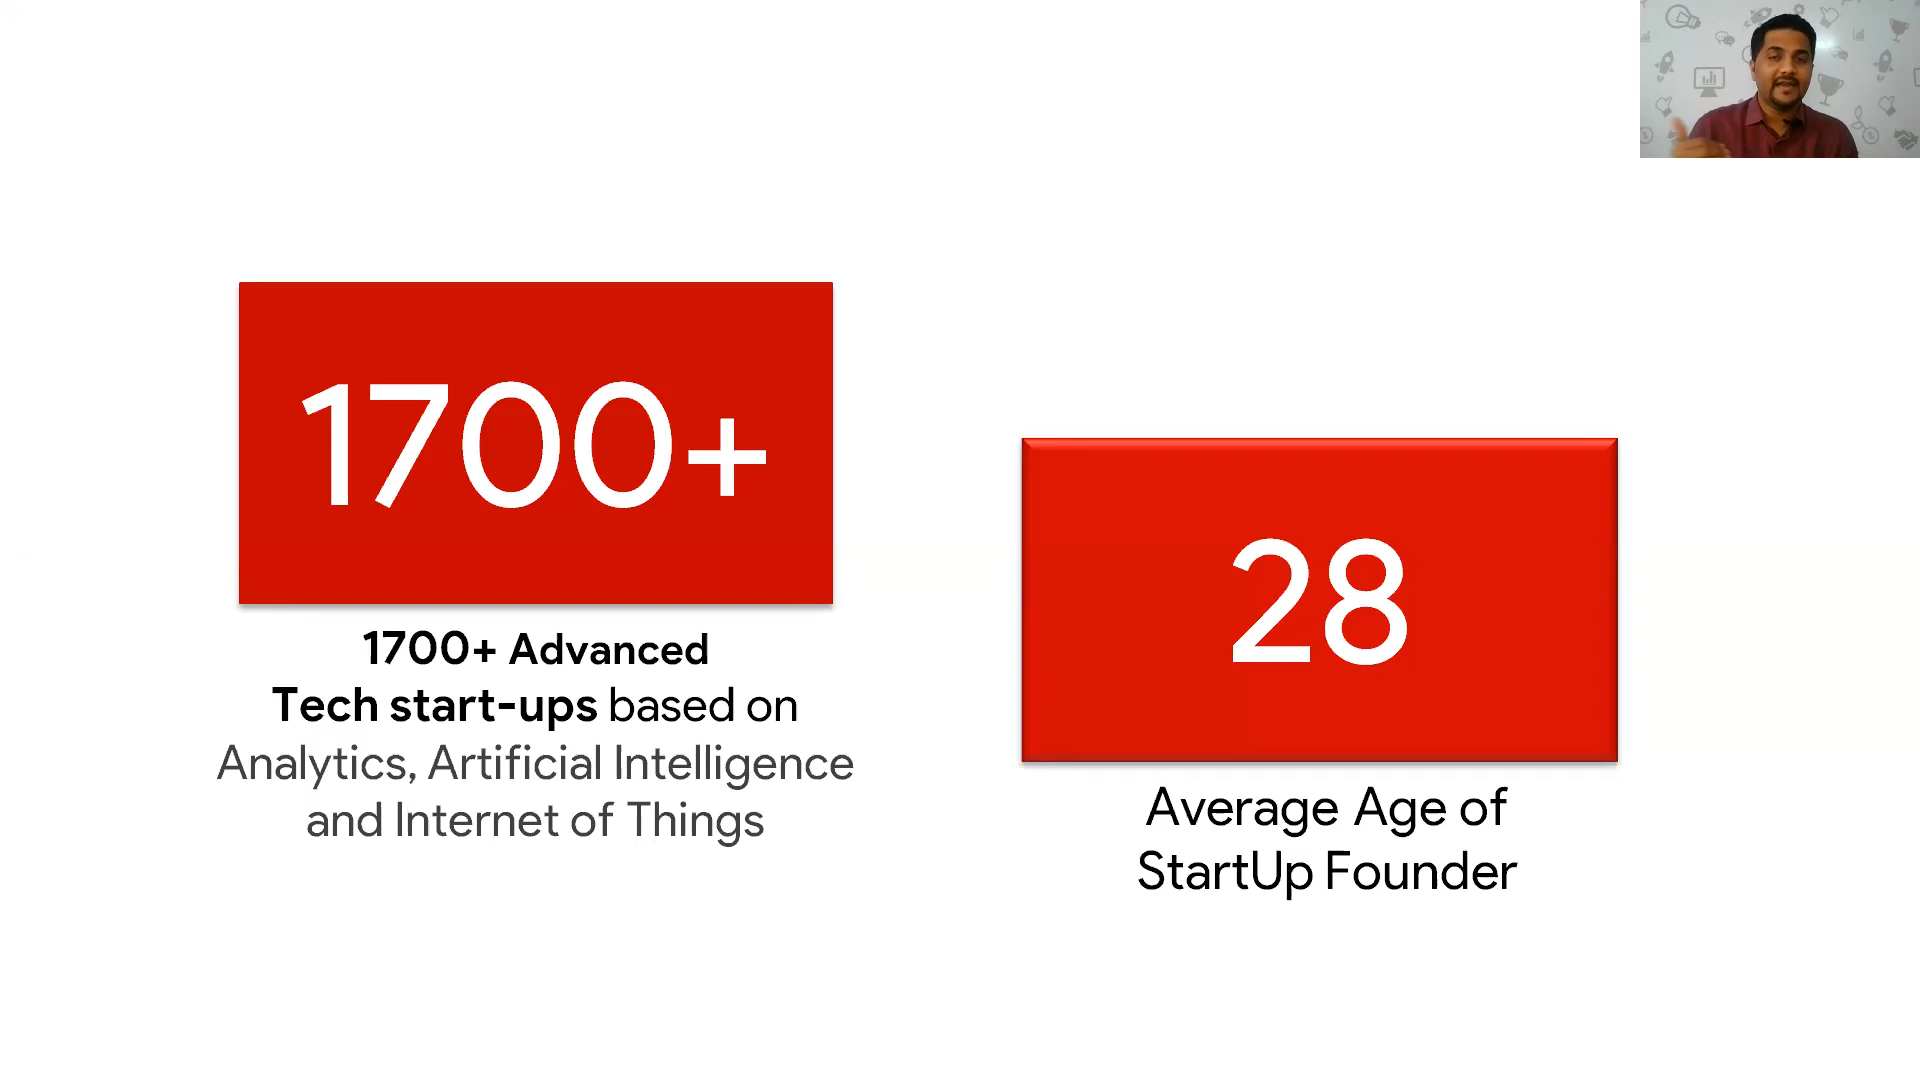 1700+
1700+ Advanced
Tech start-ups based on
Analytics, Artificial Intelligence
and Internet of Things
28
Average Age of
StartUp Founder